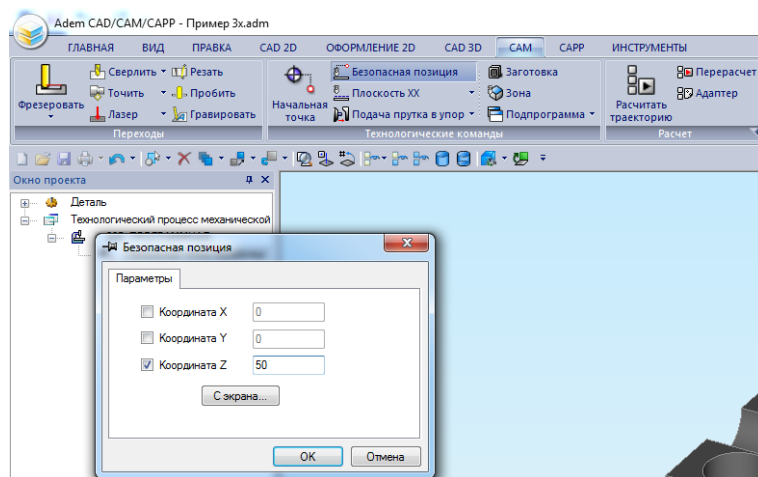 Adem CAD/CAM/CAPP - Пример 3x.adm
ГЛАВНАЯ ВИД ПРАВКА CAD 2D ОФОРМЛЕНИЕ 2D CAD 3D CAM CAPP ИНСТРУМЕНТЫ
Сверлить Резать Безопасная позиция Заготовка Перерасчет
Фрезеровать Точить Пробить Начальная точка Плоскость XX Зона Расчитать траекторию Адаптер
Лазер Гравировать Подача прутка в упор Подпрограмма
Переходы Технологические команды Расчет
Окно проекта
Деталь
Технологический процесс механической
Безопасная позиция
Параметры
Координата X 0
Координата Y 0
Координата Z 50
С экрана...
OK Отмена